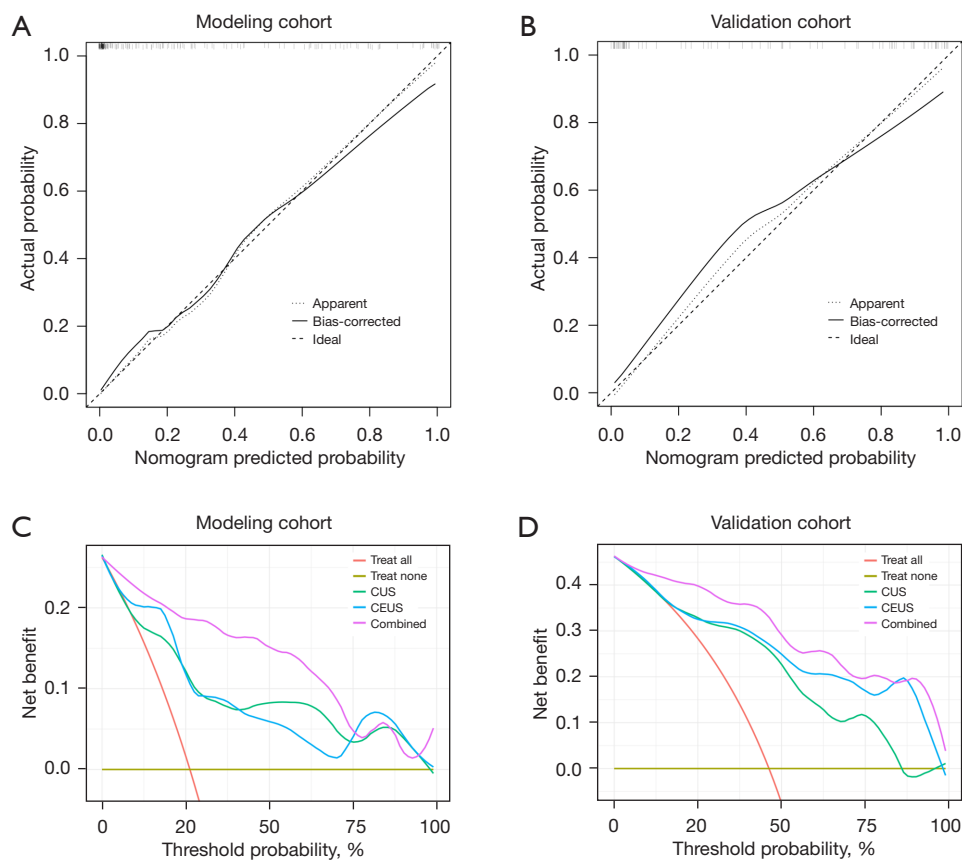 A
Modeling cohort
1.0
0.8
0.6
0.4
0.2
0.0
Actual probability
Apparent
Bias-corrected
Ideal
0.0 0.2 0.4 0.6 0.8 1.0
Nomogram predicted probability
B
Validation cohort
1.0
0.8
0.6
0.4
0.2
0.0
Actual probability
Apparent
Bias-corrected
Ideal
0.0 0.2 0.4 0.6 0.8 1.0
Nomogram predicted probability
C
Modeling cohort
0.2
0.1
0.0
Net benefit
Treat all
Treat none
CUS
CEUS
Combined
0 20 50 75 100
Threshold probability, %
D
Validation cohort
0.4
0.3
0.2
0.1
0.0
Net benefit
Treat all
Treat none
CUS
CEUS
Combined
0 20 50 75 100
Threshold probability, %